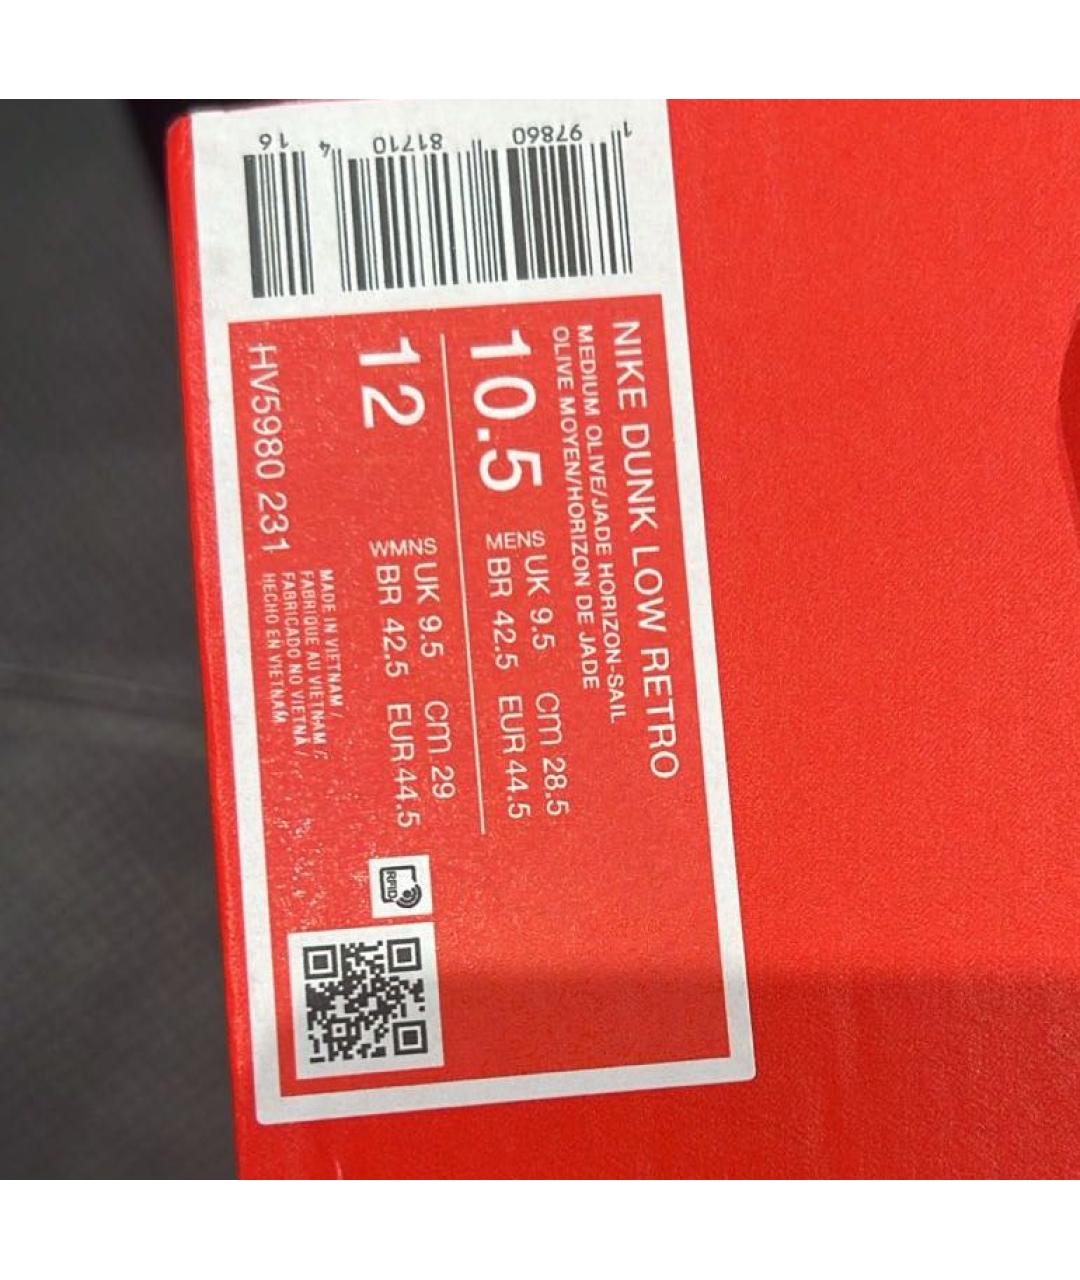 NIKE DUNK LOW RETRO
MEDIUM OLIVE/JADE HORIZON-SAIL
OLIVE MOYEN/HORIZON DE JADE
10.5
MENS
UK 9.5 cm 28.5
BR 42.5 EUR 44.5
12
WMNS
UK 9.5 cm 29
BR 42.5 EUR 44.5
HV5980 231
MADE IN VIETNAM /
FABRIQUE AU VIETNAM /
FABRICADO NO VIETNÃ /
HECHO EN VIETNAM
RFID
1 97860 81710 4 16